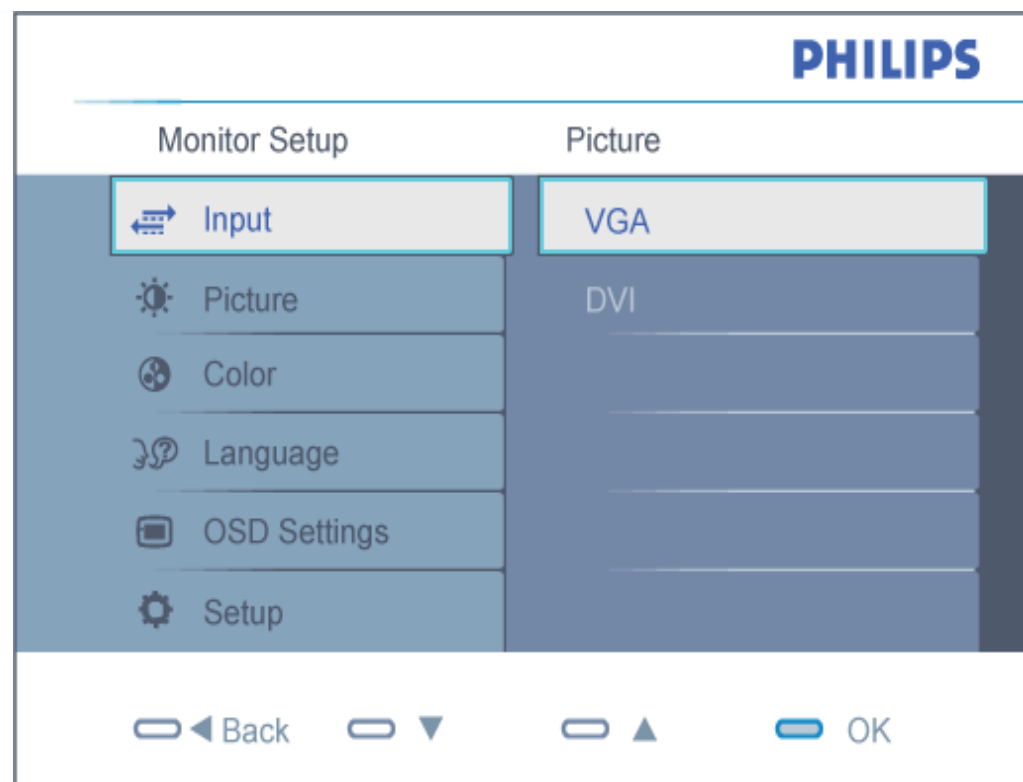 PHILIPS
Monitor Setup Picture
Input VGA
Picture DVI
Color
Language
OSD Settings
Setup
Back OK